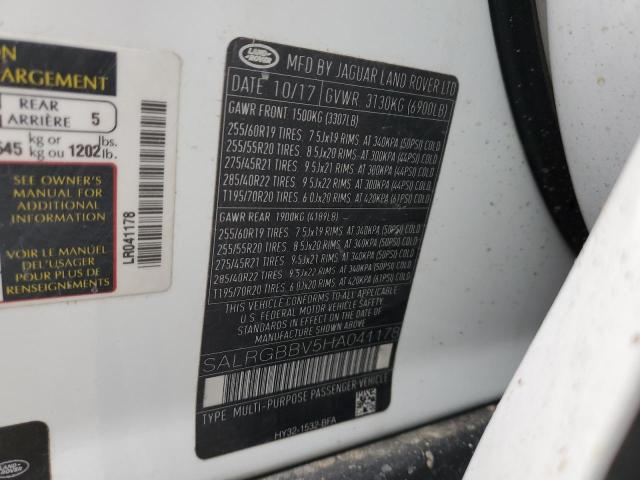 ON
CHARGEMENT
REAR
ARRIÈRE 5
545 kg or kg ou 1202 lbs. lb.
SEE OWNER'S
MANUAL FOR
ADDITIONAL
INFORMATION
VOIR LE MANUEL
DE L'USAGER
POUR PLUS DE
RENSEIGNEMENTS
LR041178
LAND ROVER
MFD BY JAGUAR LAND ROVER LTD
DATE 10/17 GVWR 3130KG (6900LB)
GAWR FRONT 1500KG (3307LB)
255/60R19 TIRES 7.5Jx19 RIMS AT 340KPA (50PSI) COLD
255/55R20 TIRES 8.5Jx20 RIMS AT 300KPA (44PSI) COLD
275/45R21 TIRES 9.5Jx21 RIMS AT 300KPA (44PSI) COLD
285/40R22 TIRES 9.5Jx22 RIMS AT 300KPA (44PSI) COLD
T195/70R20 TIRES 6.0Jx20 RIMS AT 420KPA (61PSI) COLD
GAWR REAR 1900KG (4189LB)
255/60R19 TIRES 7.5Jx19 RIMS AT 340KPA (50PSI) COLD
255/55R20 TIRES 8.5Jx20 RIMS AT 340KPA (50PSI) COLD
275/45R21 TIRES 9.5Jx21 RIMS AT 340KPA (50PSI) COLD
285/40R22 TIRES 9.5Jx22 RIMS AT 340KPA (50PSI) COLD
T195/70R20 TIRES 6.0Jx20 RIMS AT 420KPA (61PSI) COLD
THIS VEHICLE CONFORMS TO ALL APPLICABLE
U.S. FEDERAL MOTOR VEHICLE SAFETY
STANDARDS IN EFFECT ON THE DATE OF
MANUFACTURE SHOWN ABOVE.
SALRGBBV5HA041178
TYPE: MULTI-PURPOSE PASSENGER VEHICLE
HY32-1532-BFA
LAND ROVER